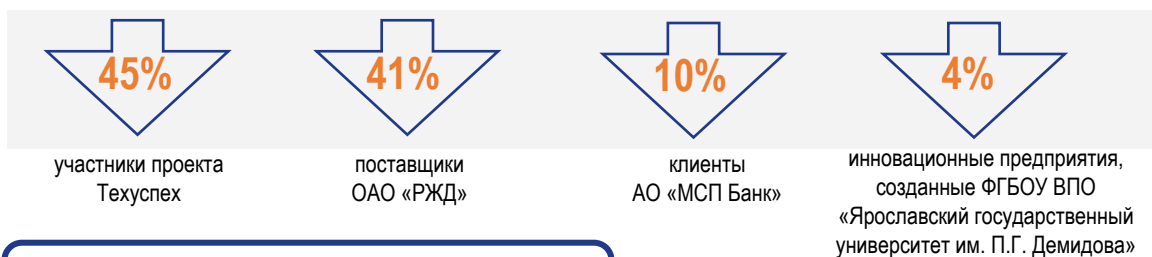 45%
41%
10%
4%
участники проекта
Техуспех
поставщики
ОАО «РЖД»
клиенты
АО «МСП Банк»
инновационные предприятия,
созданные ФГБОУ ВПО
«Ярославский государственный
университет им. П.Г. Демидова»